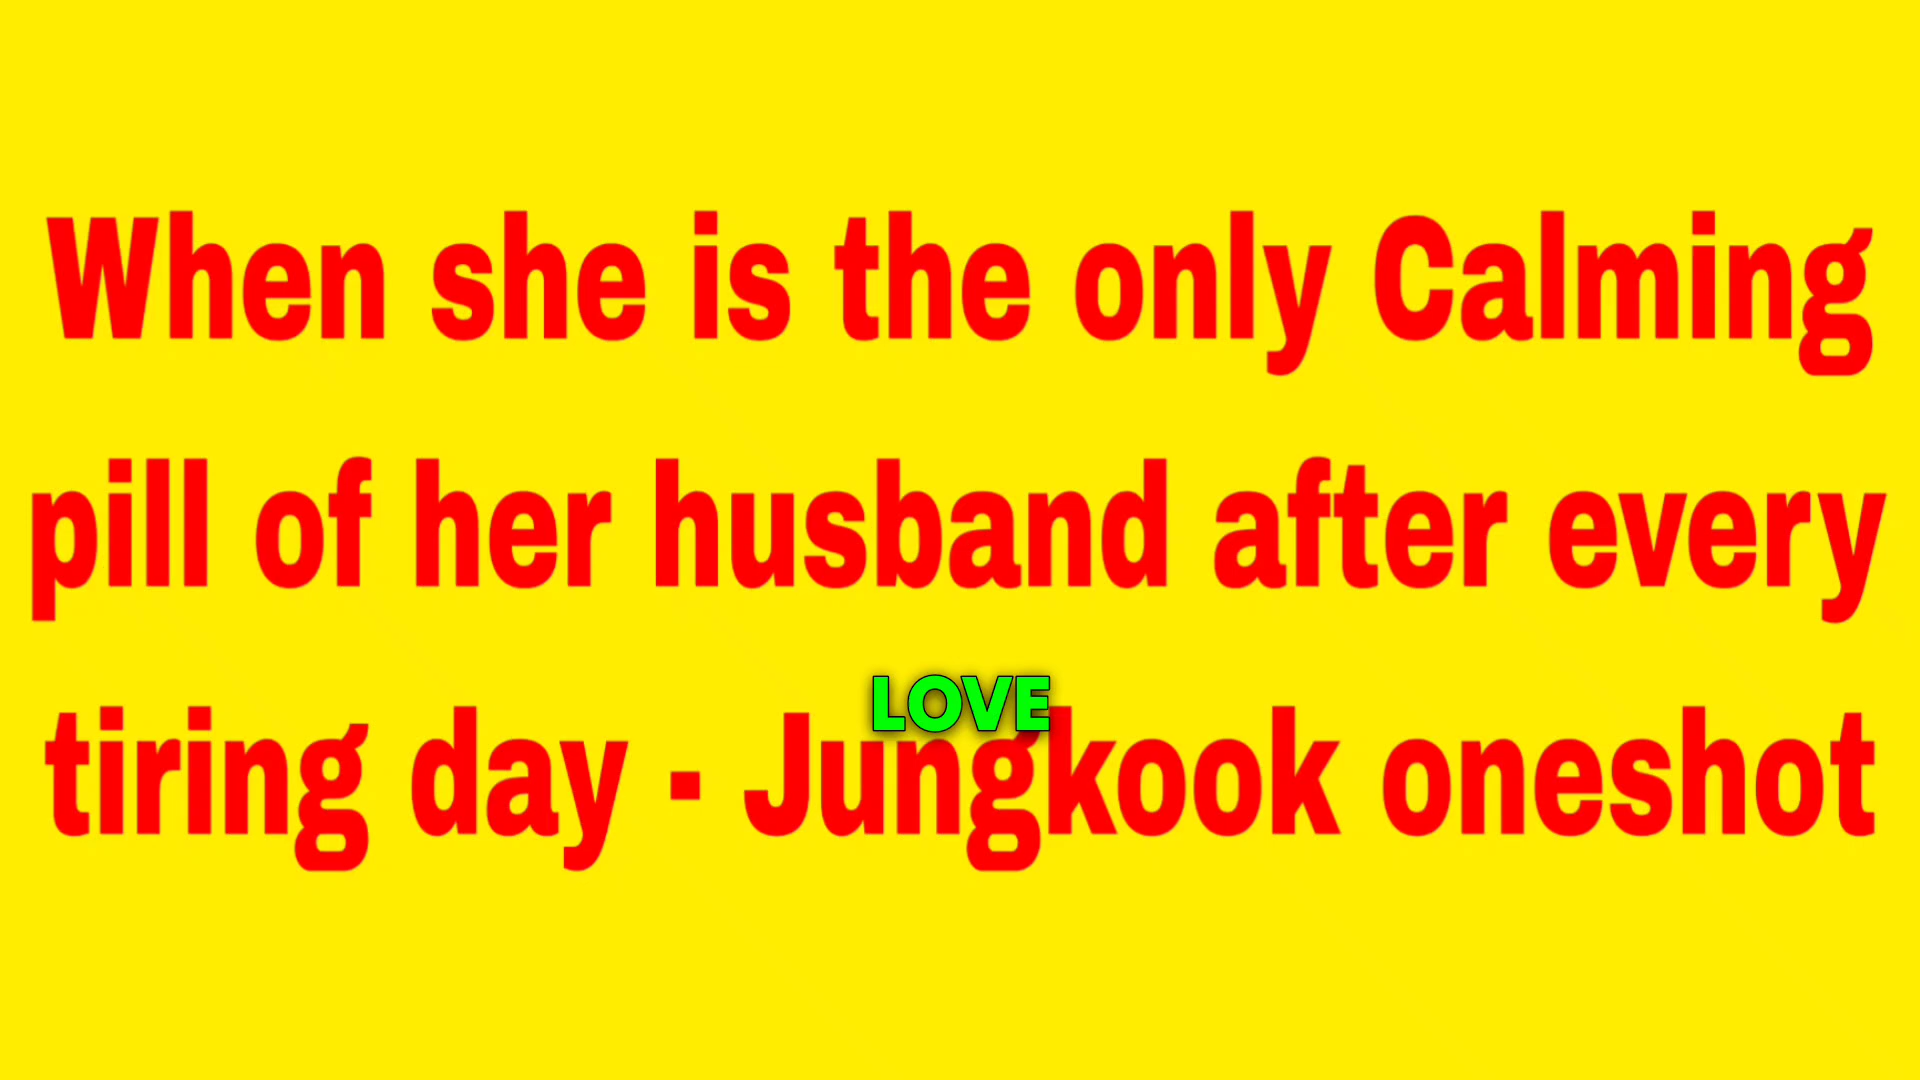 When she is the only Calming
pill of her husband after every
LOVE
tiring day - Jungkook oneshot